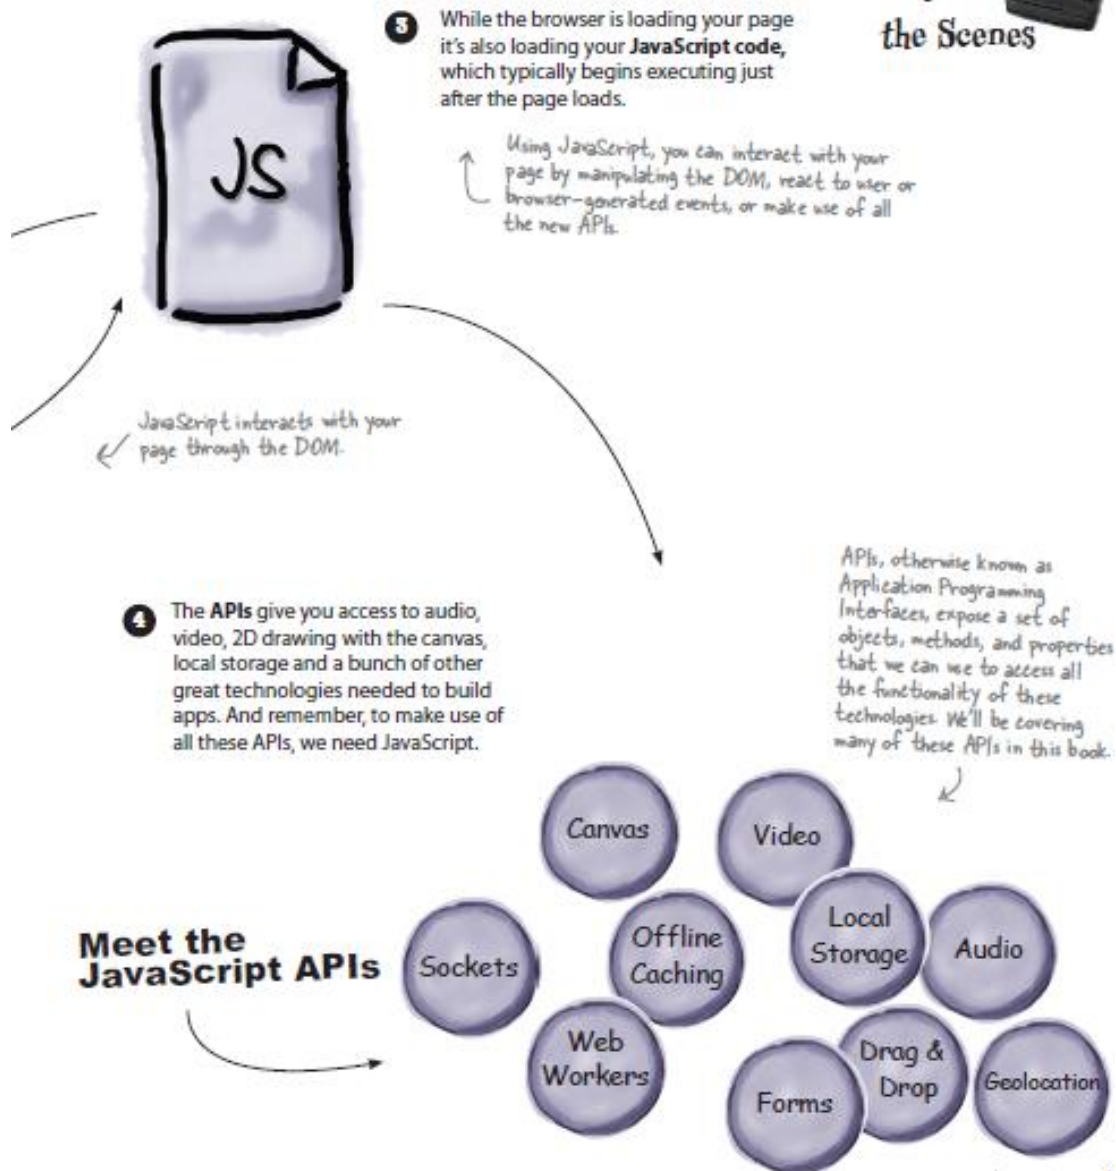 3
While the browser is loading your page
it's also loading your JavaScript code,
which typically begins executing just
after the page loads.
the Scenes
Using JavaScript, you can interact with your
page by manipulating the DOM, react to user or
browser-generated events, or make use of all
the new APIs.
JS
JavaScript interacts with your
page through the DOM.
4
The APIs give you access to audio,
video, 2D drawing with the canvas,
local storage and a bunch of other
great technologies needed to build
apps. And remember, to make use of
all these APIs, we need JavaScript.
APIs, otherwise known as
Application Programming
Interfaces, expose a set of
objects, methods, and properties
that we can use to access all
the functionality of these
technologies. We'll be covering
many of these APIs in this book.
Meet the
JavaScript APIs
Canvas
Video
Sockets
Offline
Caching
Local
Storage
Audio
Web
Workers
Forms
Drag &
Drop
Geolocation